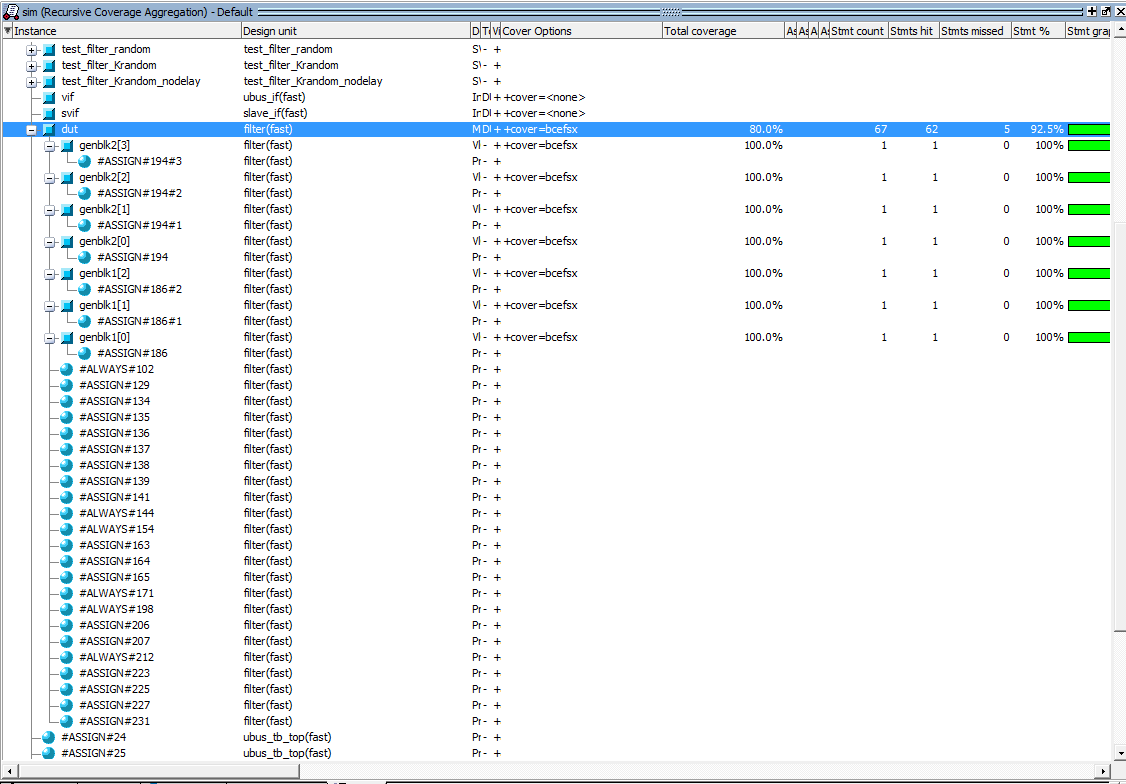 sim (Recursive Coverage Aggregation) - Default
Instance Design unit Cover Options Total coverage Stmt count Stmts hit Stmts missed Stmt % Stmt grap
test_filter_random test_filter_random - +
test_filter_Krandom test_filter_Krandom - +
test_filter_Krandom_nodelay test_filter_Krandom_nodelay - +
vif ubus_if(fast) + +cover=<none>
svif slave_if(fast) + +cover=<none>
dut filter(fast) + +cover=bcefsx 80.0% 67 62 5 92.5%
genblk2[3] filter(fast) - + +cover=bcefsx 100.0% 1 1 0 100%
#ASSIGN#194#3 filter(fast) Pr - +
genblk2[2] filter(fast) - + +cover=bcefsx 100.0% 1 1 0 100%
#ASSIGN#194#2 filter(fast) Pr - +
genblk2[1] filter(fast) - + +cover=bcefsx 100.0% 1 1 0 100%
#ASSIGN#194#1 filter(fast) Pr - +
genblk2[0] filter(fast) - + +cover=bcefsx 100.0% 1 1 0 100%
#ASSIGN#194 filter(fast) Pr - +
genblk1[2] filter(fast) - + +cover=bcefsx 100.0% 1 1 0 100%
#ASSIGN#186#2 filter(fast) Pr - +
genblk1[1] filter(fast) - + +cover=bcefsx 100.0% 1 1 0 100%
#ASSIGN#186#1 filter(fast) Pr - +
genblk1[0] filter(fast) - + +cover=bcefsx 100.0% 1 1 0 100%
#ASSIGN#186 filter(fast) Pr - +
#ALWAYS#102 filter(fast) Pr - +
#ASSIGN#129 filter(fast) Pr - +
#ASSIGN#134 filter(fast) Pr - +
#ASSIGN#135 filter(fast) Pr - +
#ASSIGN#136 filter(fast) Pr - +
#ASSIGN#137 filter(fast) Pr - +
#ASSIGN#138 filter(fast) Pr - +
#ASSIGN#139 filter(fast) Pr - +
#ASSIGN#141 filter(fast) Pr - +
#ALWAYS#144 filter(fast) Pr - +
#ALWAYS#154 filter(fast) Pr - +
#ASSIGN#163 filter(fast) Pr - +
#ASSIGN#164 filter(fast) Pr - +
#ASSIGN#165 filter(fast) Pr - +
#ALWAYS#171 filter(fast) Pr - +
#ALWAYS#198 filter(fast) Pr - +
#ASSIGN#206 filter(fast) Pr - +
#ASSIGN#207 filter(fast) Pr - +
#ALWAYS#212 filter(fast) Pr - +
#ASSIGN#223 filter(fast) Pr - +
#ASSIGN#225 filter(fast) Pr - +
#ASSIGN#227 filter(fast) Pr - +
#ASSIGN#231 filter(fast) Pr - +
#ASSIGN#24 ubus_tb_top(fast) Pr - +
#ASSIGN#25 ubus_tb_top(fast) Pr - +